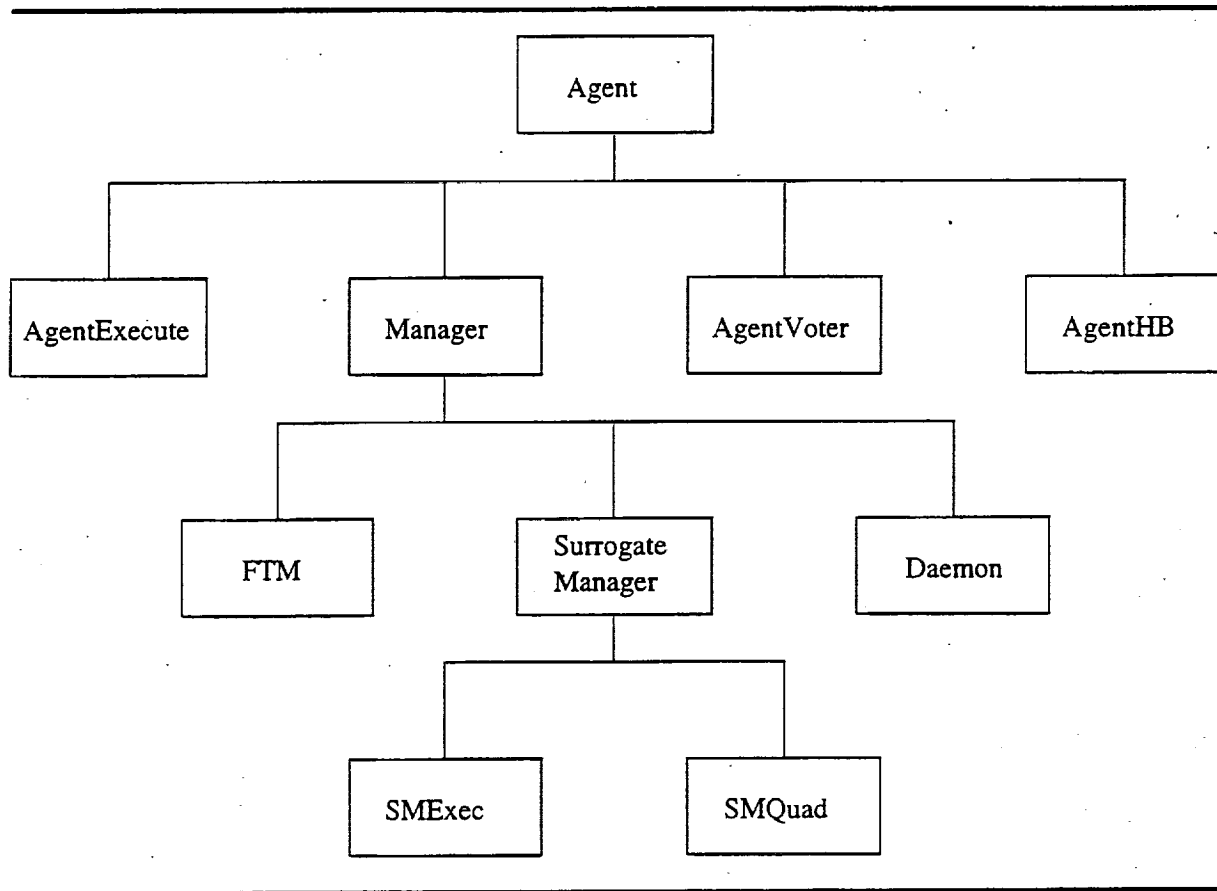 Agent
AgentExecute
Manager
AgentVoter
AgentHB
FTM
Surrogate
Manager
Daemon
SMExec
SMQuad